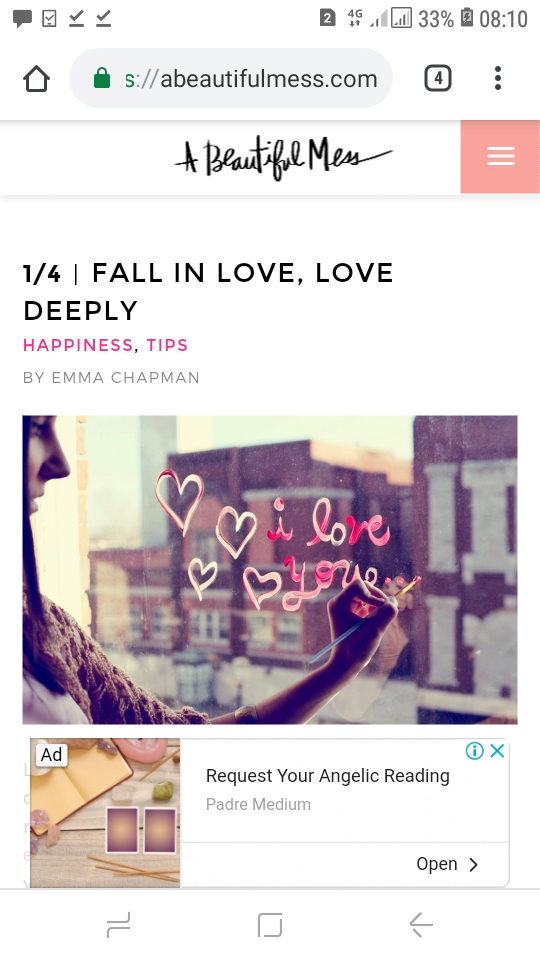 2 4G 33% 08:10
s://abeautifulmess.com
4
A Beautiful Mess
1/4 | FALL IN LOVE, LOVE
DEEPLY
HAPPINESS, TIPS
BY EMMA CHAPMAN
i love
you
Ad
Request Your Angelic Reading
Padre Medium
Open